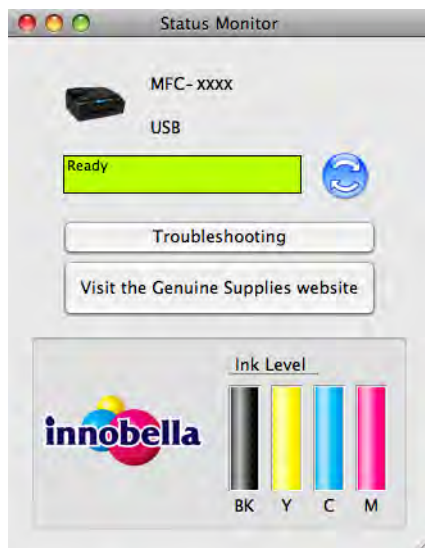 Status Monitor
MFC-xxxx
USB
Ready
Troubleshooting
Visit the Genuine Supplies website
Ink Level
innobella
BK Y C M